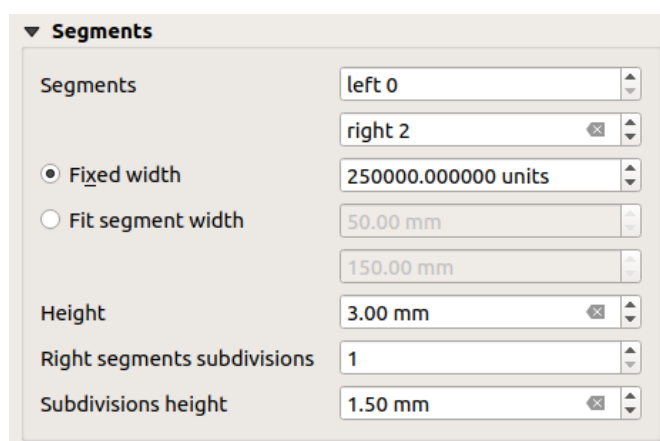 Segments
Segments left 0
right 2
Fixed width 250000.000000 units
Fit segment width 50.00 mm
150.00 mm
Height 3.00 mm
Right segments subdivisions 1
Subdivisions height 1.50 mm